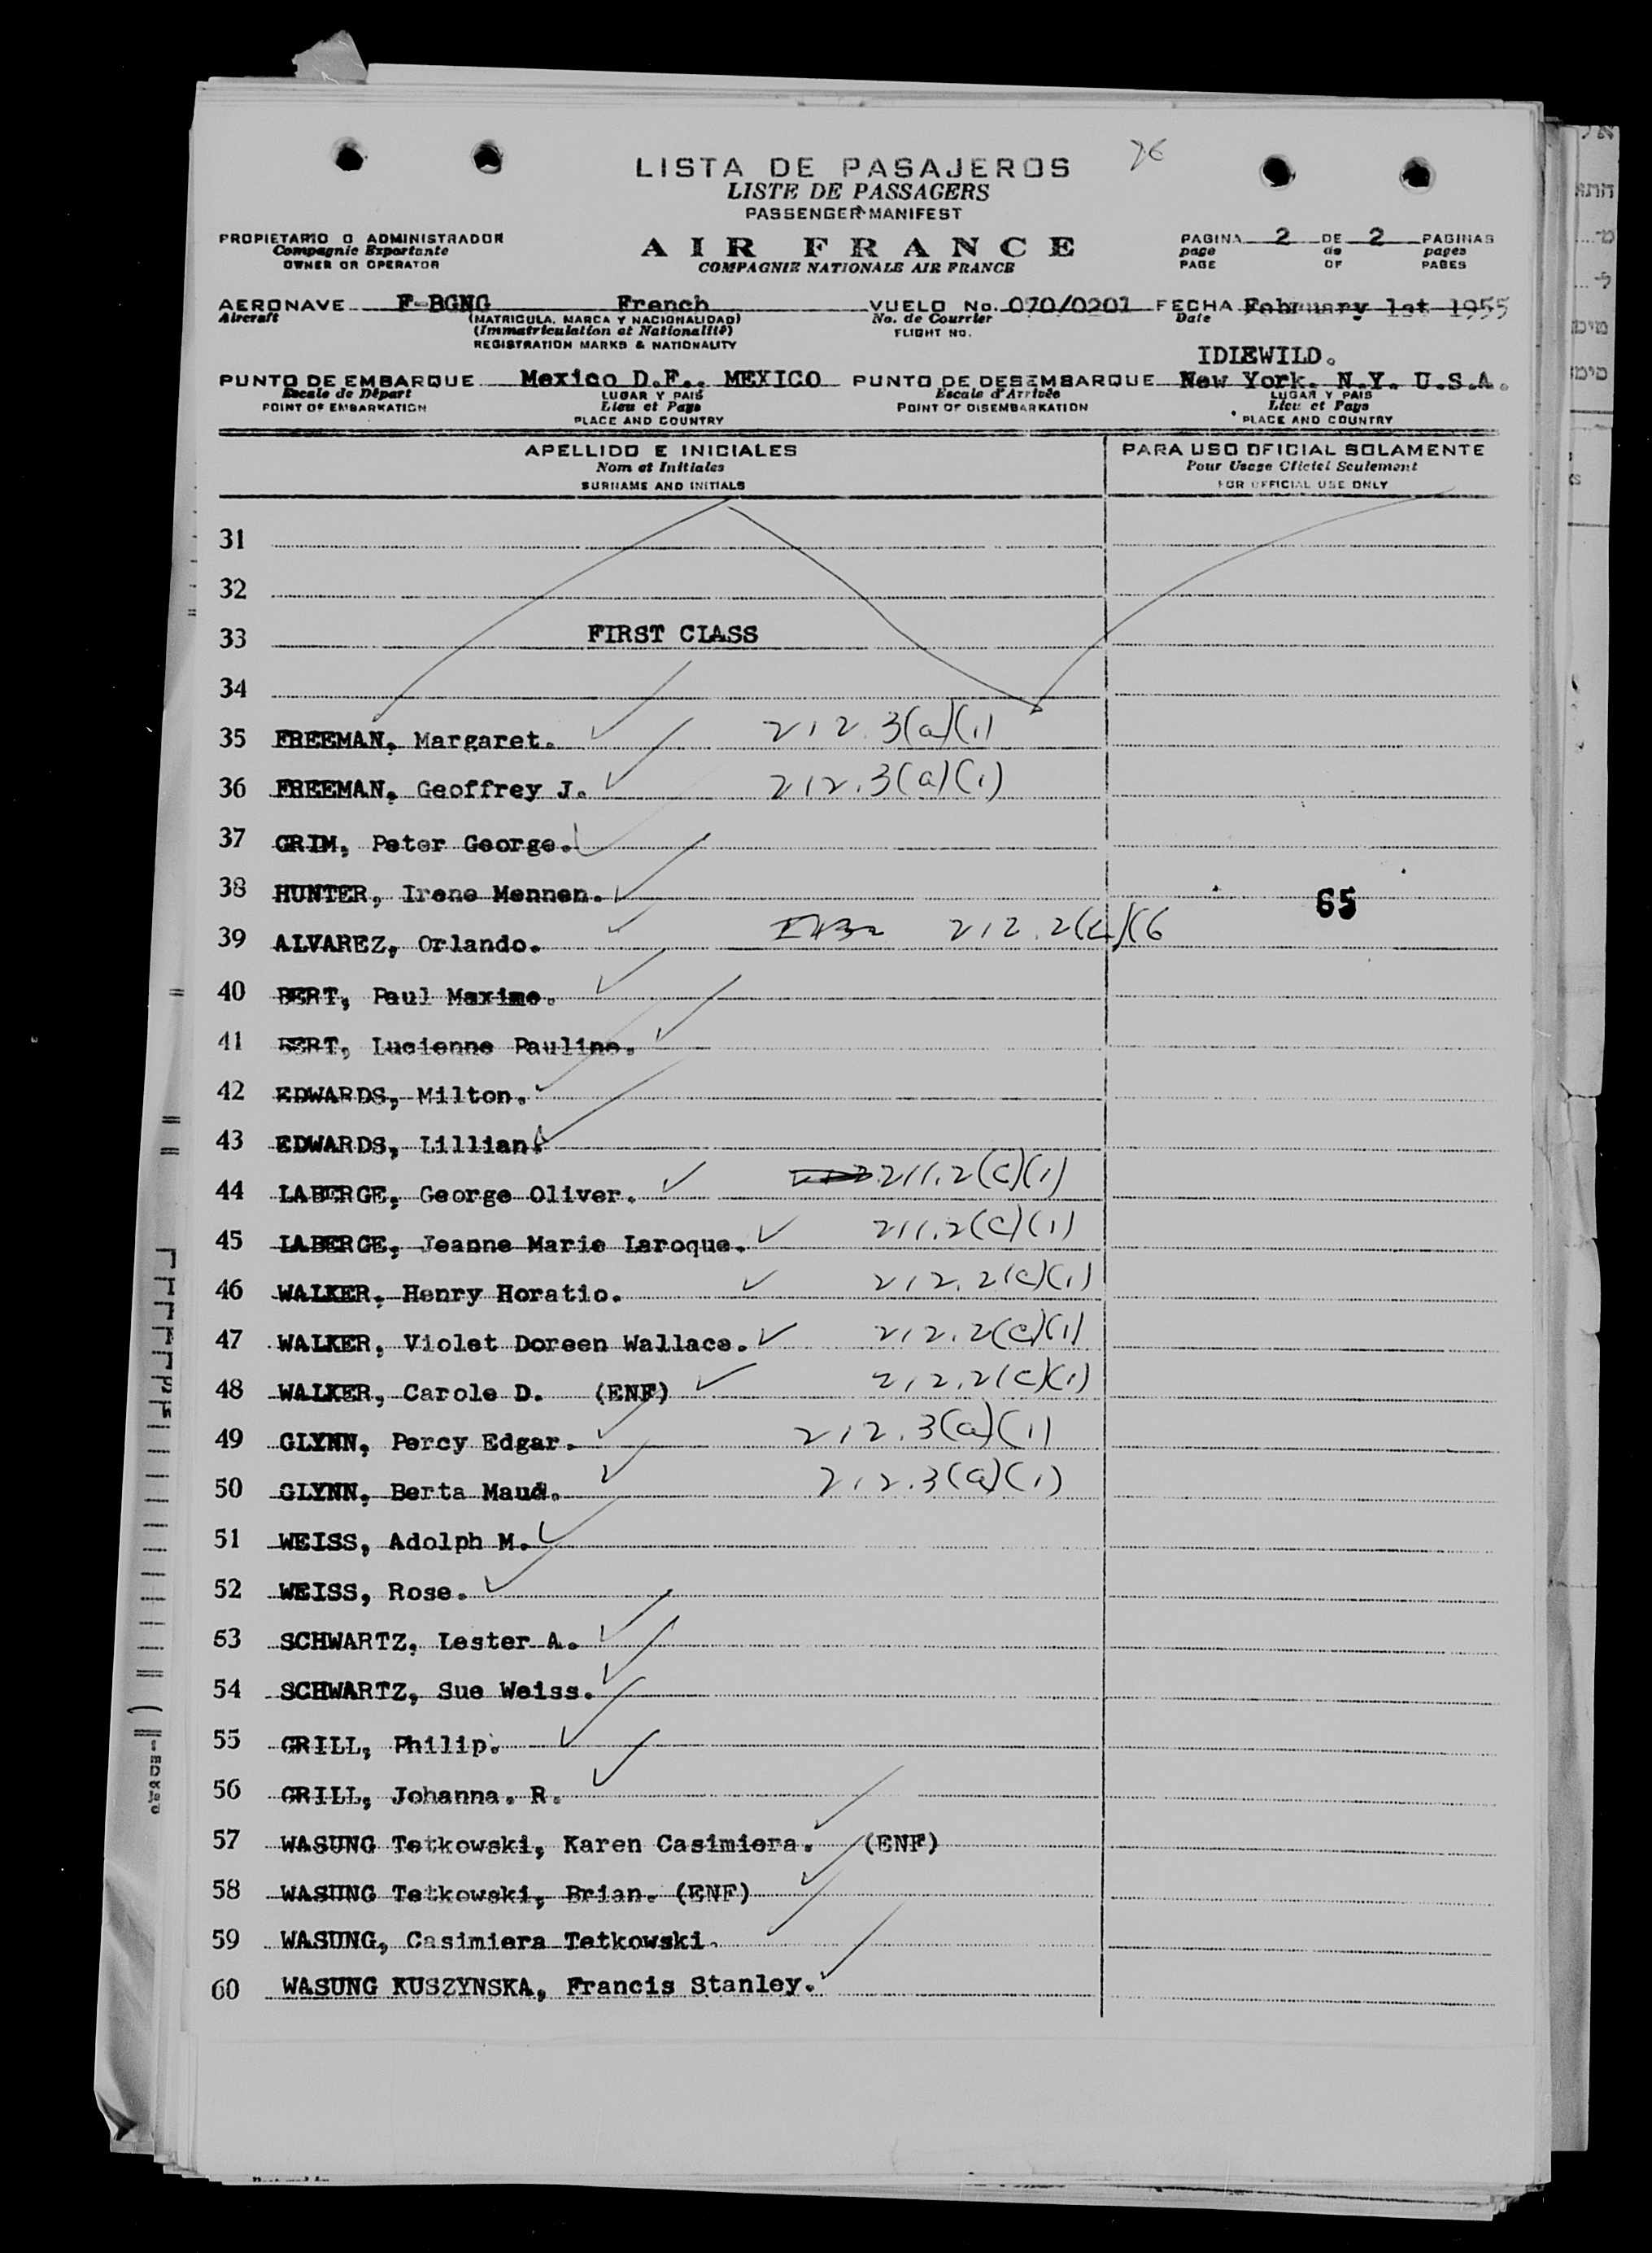 76
LISTA DE PASAJEROS
LISTE DE PASSAGERS
PASSENGER MANIFEST
PROPIETARIO O ADMINISTRADOR
Compagnie Exportante
OWNER OR OPERATOR
AIR FRANCE
COMPAGNIE NATIONALE AIR FRANCE
PAGINA 2 DE 2 PAGINAS
page de pages
PAGE OF PAGES
AERONAVE F-BGNG French VUELO No. 070/0201 FECHA February 1st 1955
Aircraft (MATRICULA, MARCA Y NACIONALIDAD) No. de Courrier Date
(Immatriculation et Nationalité) FLIGHT NO.
REGISTRATION MARKS & NATIONALITY
IDIEWILD.
PUNTO DE EMBARQUE Mexico D.F.. MEXICO PUNTO DE DESEMBARQUE New York. N.Y. U.S.A.
Escale de Départ LUGAR Y PAIS Escale d'Arrivée LUGAR Y PAIS
POINT OF EMBARKATION Lieu et Pays POINT OF DISEMBARKATION Lieu et Pays
PLACE AND COUNTRY PLACE AND COUNTRY
APELLIDO E INICIALES PARA USO OFICIAL SOLAMENTE
Nom et Initiales Pour Usage Officiel Seulement
SURNAME AND INITIALS FOR OFFICIAL USE ONLY
31
32
33 FIRST CLASS
34
35 FREEMAN, Margaret. 212.3(a)(1)
36 FREEMAN, Geoffrey J. 212.3(a)(1)
37 GRIM, Peter George.
38 HUNTER, Irene Mennen. 65
39 ALVAREZ, Orlando. 212.2(c)(6
40 BERT, Paul Maxime.
41 BERT, Lucienne Pauline.
42 EDWARDS, Milton.
43 EDWARDS, Lillian.
44 LABERGE, George Oliver. 211.2(c)(1)
45 LABERGE, Jeanne Marie Laroque. 211.2(c)(1)
46 WALKER, Henry Horatio. 212.2(c)(1)
47 WALKER, Violet Doreen Wallace. 212.2(c)(1)
48 WALKER, Carole D. (ENF) 212.2(c)(1)
49 GLYNN, Percy Edgar. 212.3(a)(1)
50 GLYNN, Berta Maud. 212.3(a)(1)
51 WEISS, Adolph M.
52 WEISS, Rose.
53 SCHWARTZ, Lester A.
54 SCHWARTZ, Sue Weiss.
55 GRILL, Philip.
56 GRILL, Johanna. R.
57 WASUNG Tetkowski, Karen Casimiera. (ENF)
58 WASUNG Tetkowski, Brian. (ENF)
59 WASUNG, Casimiera Tetkowski.
60 WASUNG KUSZYNSKA, Francis Stanley.